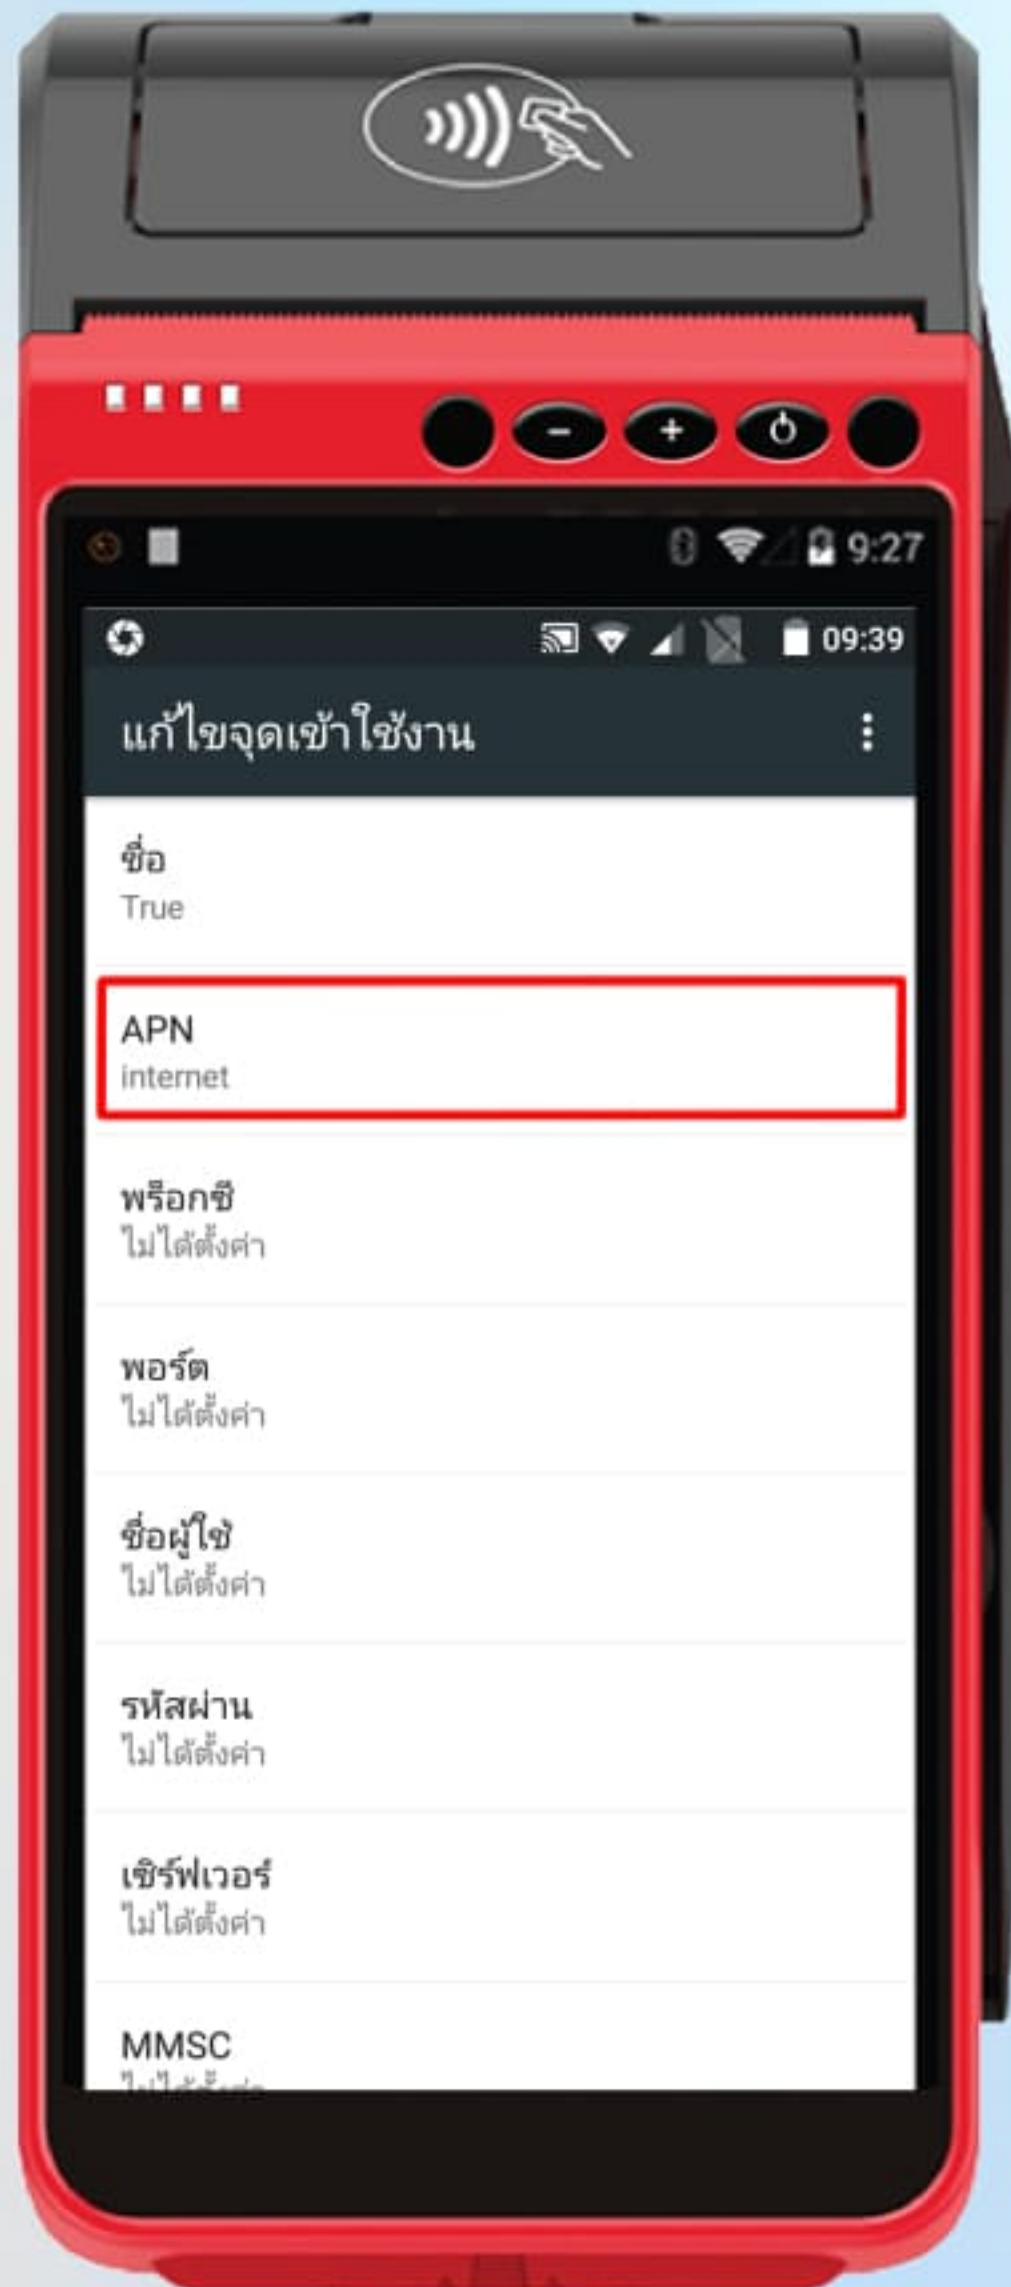 9:27
09:39
แก้ไขจุดเข้าใช้งาน
ชื่อ
True
APN
internet
พร็อกซี
ไม่ได้ตั้งค่า
พอร์ต
ไม่ได้ตั้งค่า
ชื่อผู้ใช้
ไม่ได้ตั้งค่า
รหัสผ่าน
ไม่ได้ตั้งค่า
เซิร์ฟเวอร์
ไม่ได้ตั้งค่า
MMSC